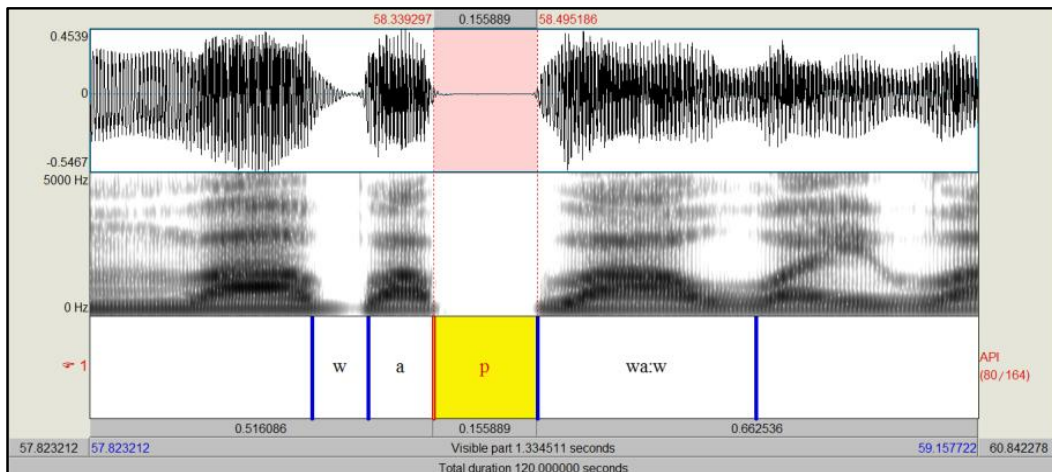 58.339297 0.155889 58.495186
0.4539
0
-0.5467
5000 Hz
0 Hz
1 w a p wa:w API
(80/164)
0.516086 0.155889 0.662536
57.823212 57.823212 Visible part 1.334511 seconds 59.157722 60.842278
Total duration 120.000000 seconds